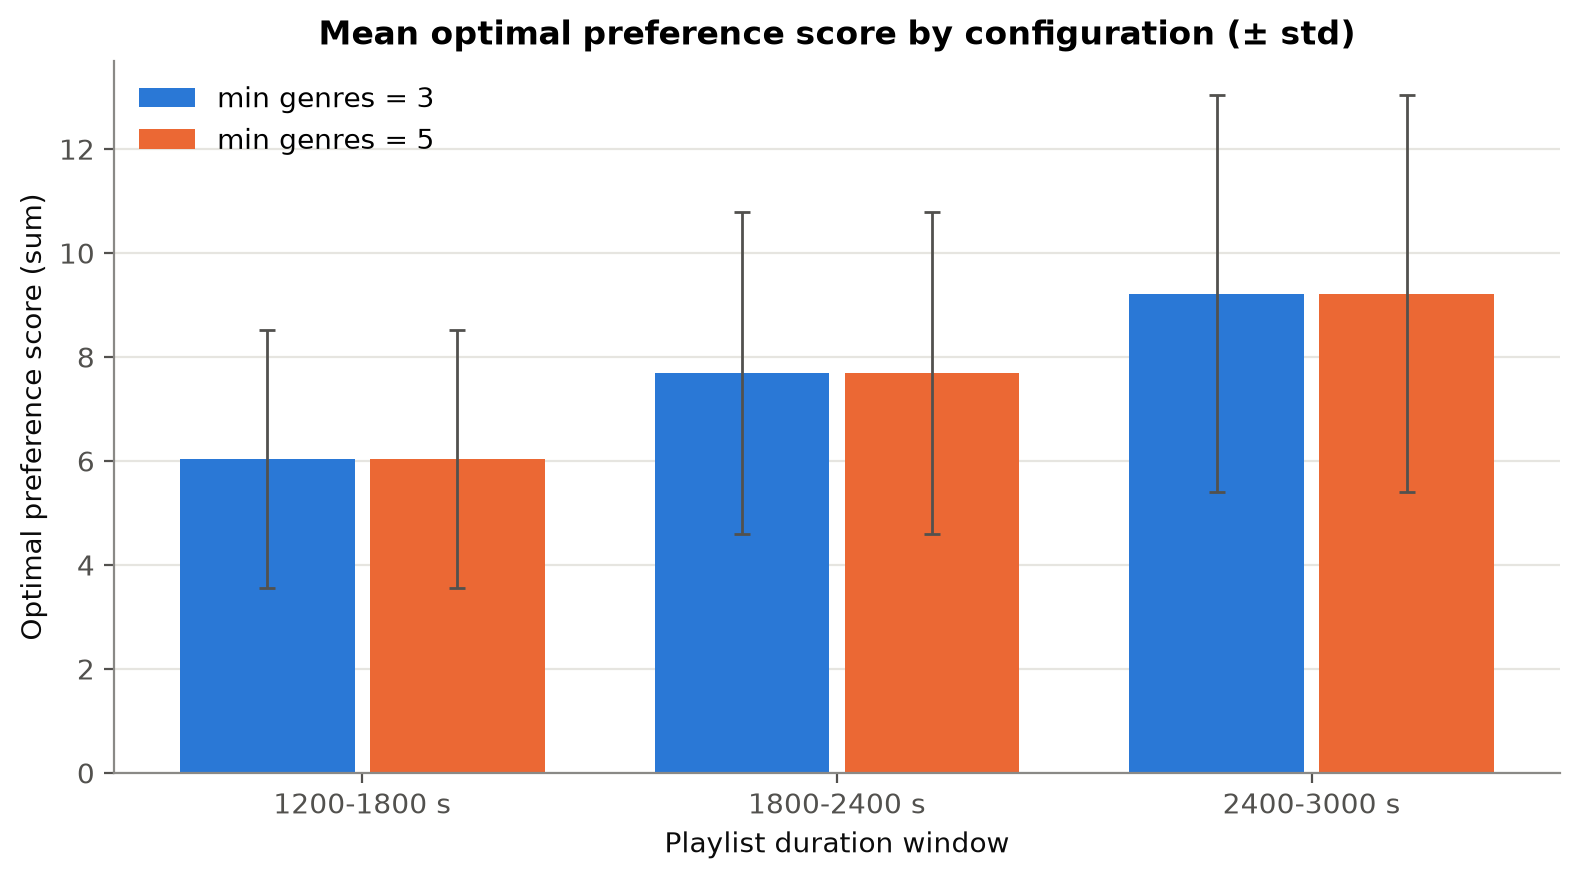 Mean optimal preference score by configuration (± std)
min genres = 3
min genres = 5
Optimal preference score (sum)
12
10
8
6
4
2
0
1200-1800 s
1800-2400 s
2400-3000 s
Playlist duration window